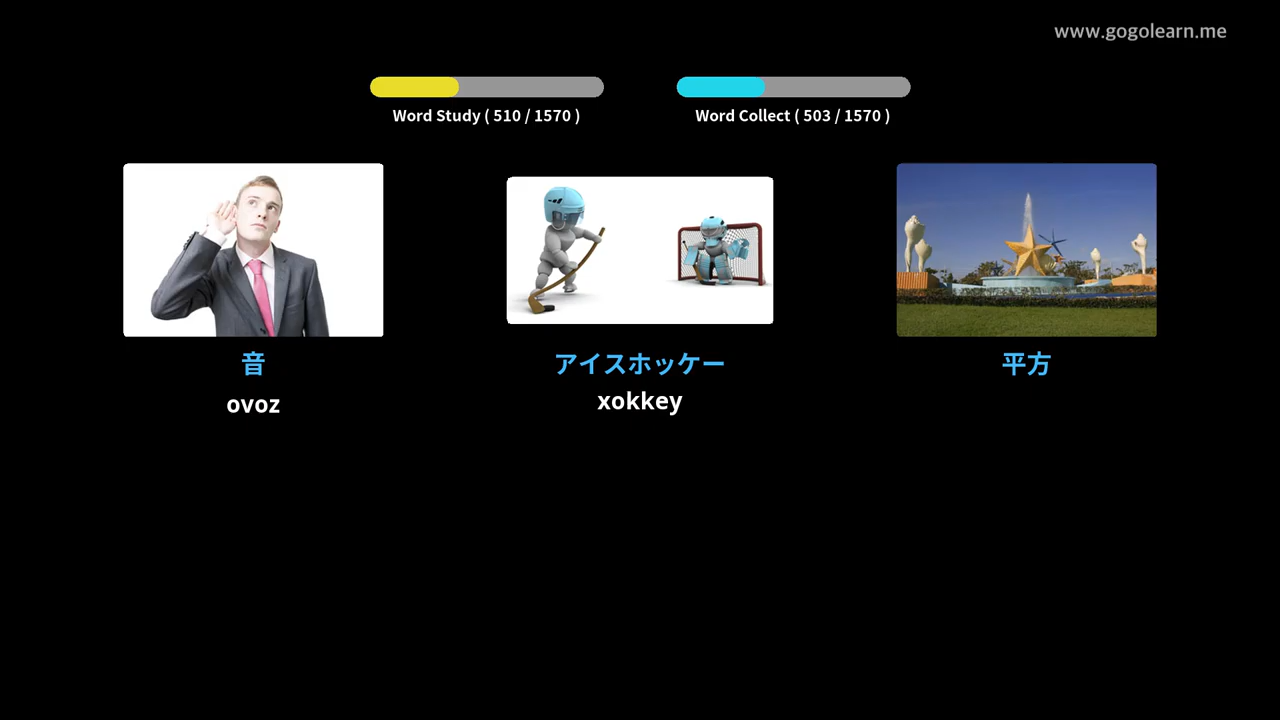 www.gogolearn.me
Word Study ( 510 / 1570 )
Word Collect ( 503 / 1570 )
音
ovoz
アイスホッケー
xokkey
平方